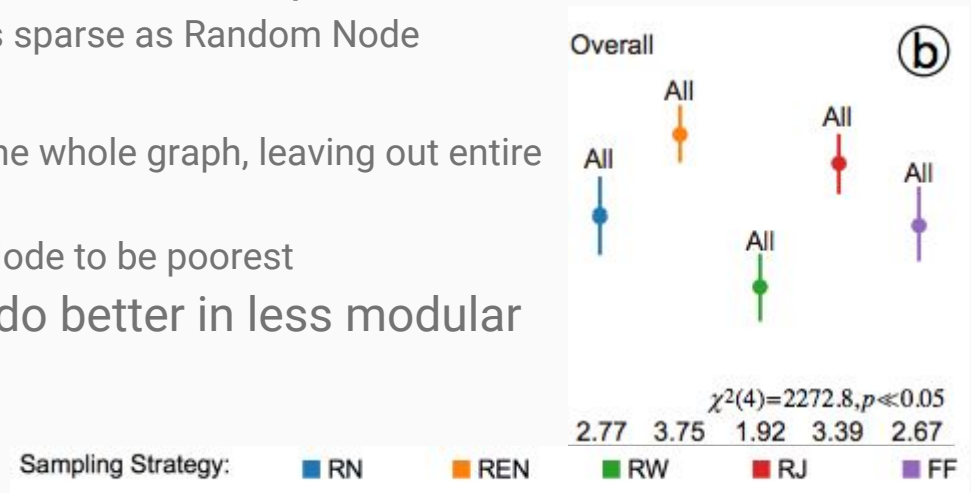 s sparse as Random Node
he whole graph, leaving out entire
ode to be poorest
do better in less modular
Overall
b
All
All
All
All
All
χ²(4)=2272.8,p≪0.05
2.77 3.75 1.92 3.39 2.67
Sampling Strategy: RN REN RW RJ FF